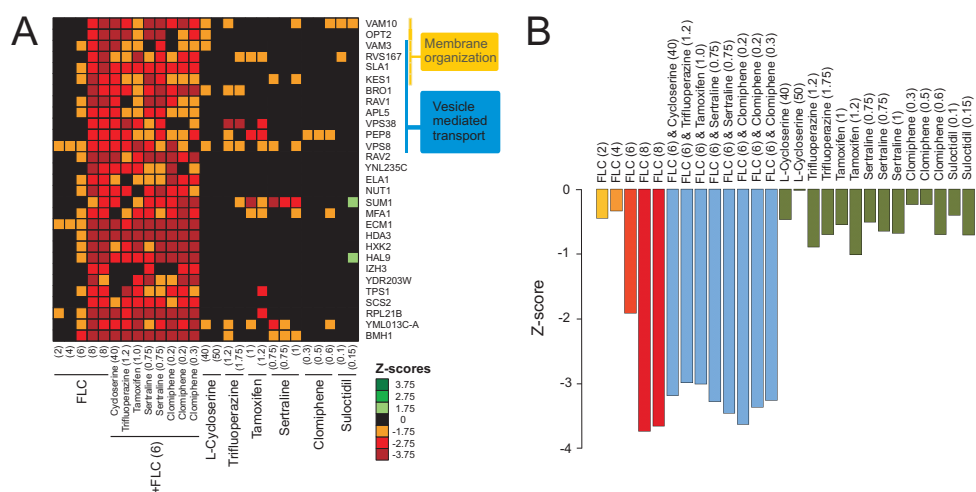 A
B
VAM10
OPT2
VAM3
RVS167
SLA1
KES1
BRO1
RAV1
APL5
VPS38
PEP8
VPS8
RAV2
YNL235C
ELA1
NUT1
SUM1
MFA1
ECM1
HDA3
HXK2
HAL9
IZH3
YDR203W
TPS1
SCS2
RPL21B
YML013C-A
BMH1
Membrane
organization
Vesicle
mediated
transport
(2)
(4)
(6)
(8)
(8)
Cycloserine (40)
Trifluoperazine (1.2)
Tamoxifen (1.0)
Sertraline (0.75)
Sertraline (0.75)
Clomiphene (0.2)
Clomiphene (0.2)
Clomiphene (0.3)
(40)
(50)
(1.2)
(1.75)
(1)
(1.2)
(0.75)
(0.75)
(1)
(0.3)
(0.5)
(0.6)
(0.1)
(0.15)
FLC
+FLC (6)
L-Cycloserine
Trifluoperazine
Tamoxifen
Sertraline
Clomiphene
Suloctidil
Z-scores
3.75
2.75
1.75
0
-1.75
-2.75
-3.75
FLC (2)
FLC (4)
FLC (6)
FLC (8)
FLC (8)
FLC (6) & Cycloserine (40)
FLC (6) & Trifluoperazine (1.2)
FLC (6) & Tamoxifen (1.0)
FLC (6) & Sertraline (0.75)
FLC (6) & Sertraline (0.75)
FLC (6) & Clomiphene (0.2)
FLC (6) & Clomiphene (0.2)
FLC (6) & Clomiphene (0.3)
L-Cycloserine (40)
L-Cycloserine (50)
Trifluoperazine (1.2)
Trifluoperazine (1.75)
Tamoxifen (1)
Tamoxifen (1.2)
Sertraline (0.75)
Sertraline (0.75)
Sertraline (1)
Clomiphene (0.3)
Clomiphene (0.5)
Clomiphene (0.6)
Suloctidil (0.1)
Suloctidil (0.15)
Z-score
0
-1
-2
-3
-4